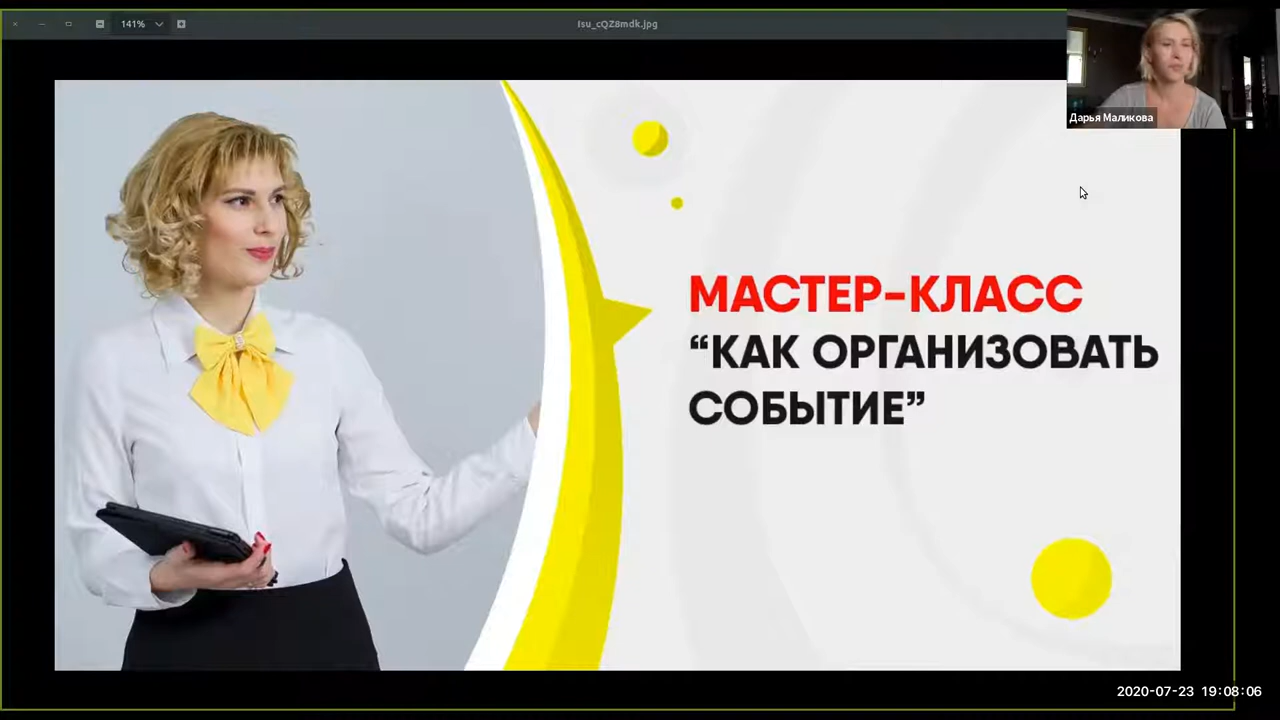 141%
Isu_cQZ8mdk.jpg
Дарья Маликова
МАСТЕР-КЛАСС
“КАК ОРГАНИЗОВАТЬ
СОБЫТИЕ”
2020-07-23 19:08:06